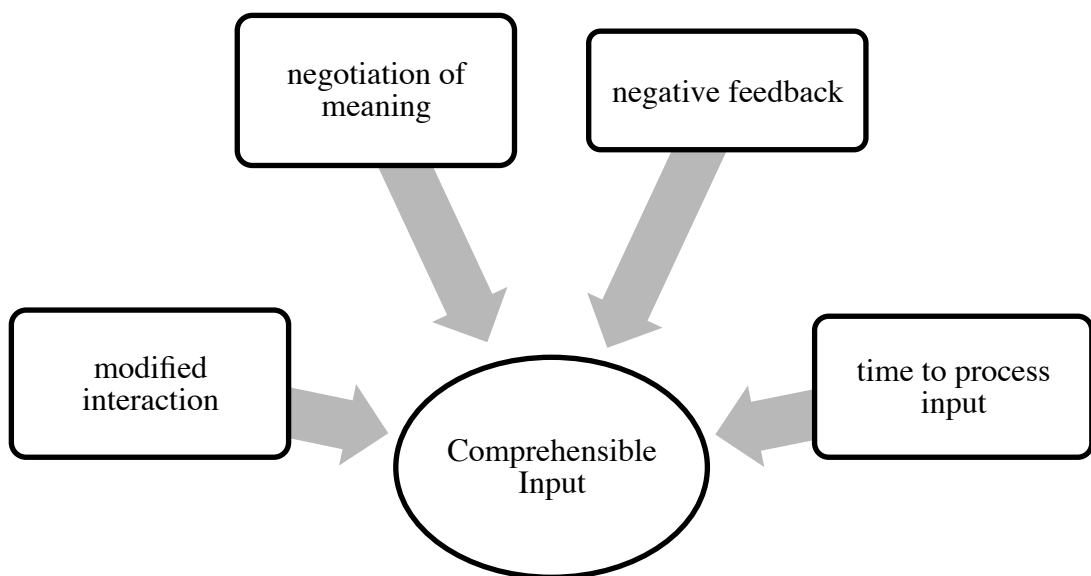 negotiation of
meaning
negative feedback
modified
interaction
time to process
input
Comprehensible
Input